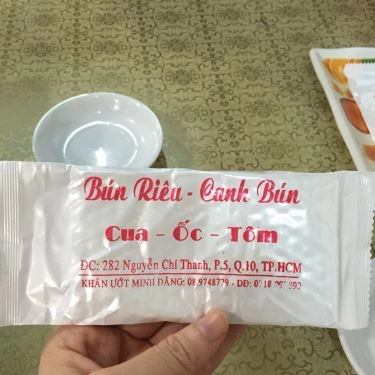 Bún Riêu - Canh Bún
Cua - Ốc - Tôm
ĐC: 282 Nguyễn Chí Thanh, P.5, Q.10, TP.HCM
KHĂN ƯỚT MINH ĐĂNG: 08.9748779 - DĐ: